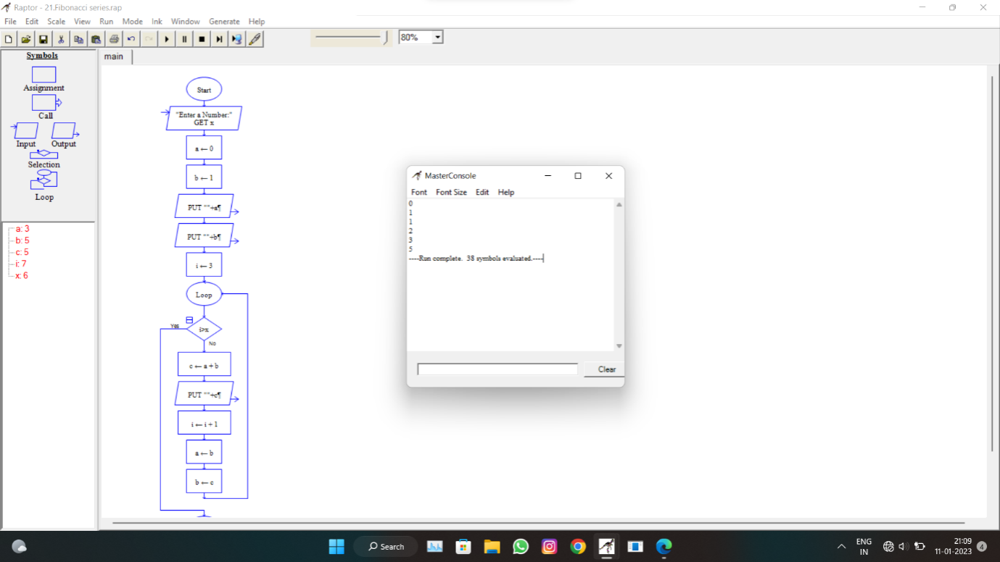 Raptor - 21.Fibonacci series.rap
File Edit Scale View Run Mode Ink Window Generate Help
80%
Symbols
Assignment
Call
Input Output
Selection
Loop
a: 3
b: 5
c: 5
i: 7
x: 6
main
Start
"Enter a Number:"
GET x
a ← 0
b ← 1
PUT ""+a¶
PUT ""+b¶
i ← 3
Loop
Yes
i>x
No
c ← a + b
PUT ""+c¶
i ← i + 1
a ← b
b ← c
MasterConsole
Font Font Size Edit Help
0
1
1
2
3
5
----Run complete. 38 symbols evaluated.----
Clear
Search
ENG
IN
21:09
11-01-2023
4